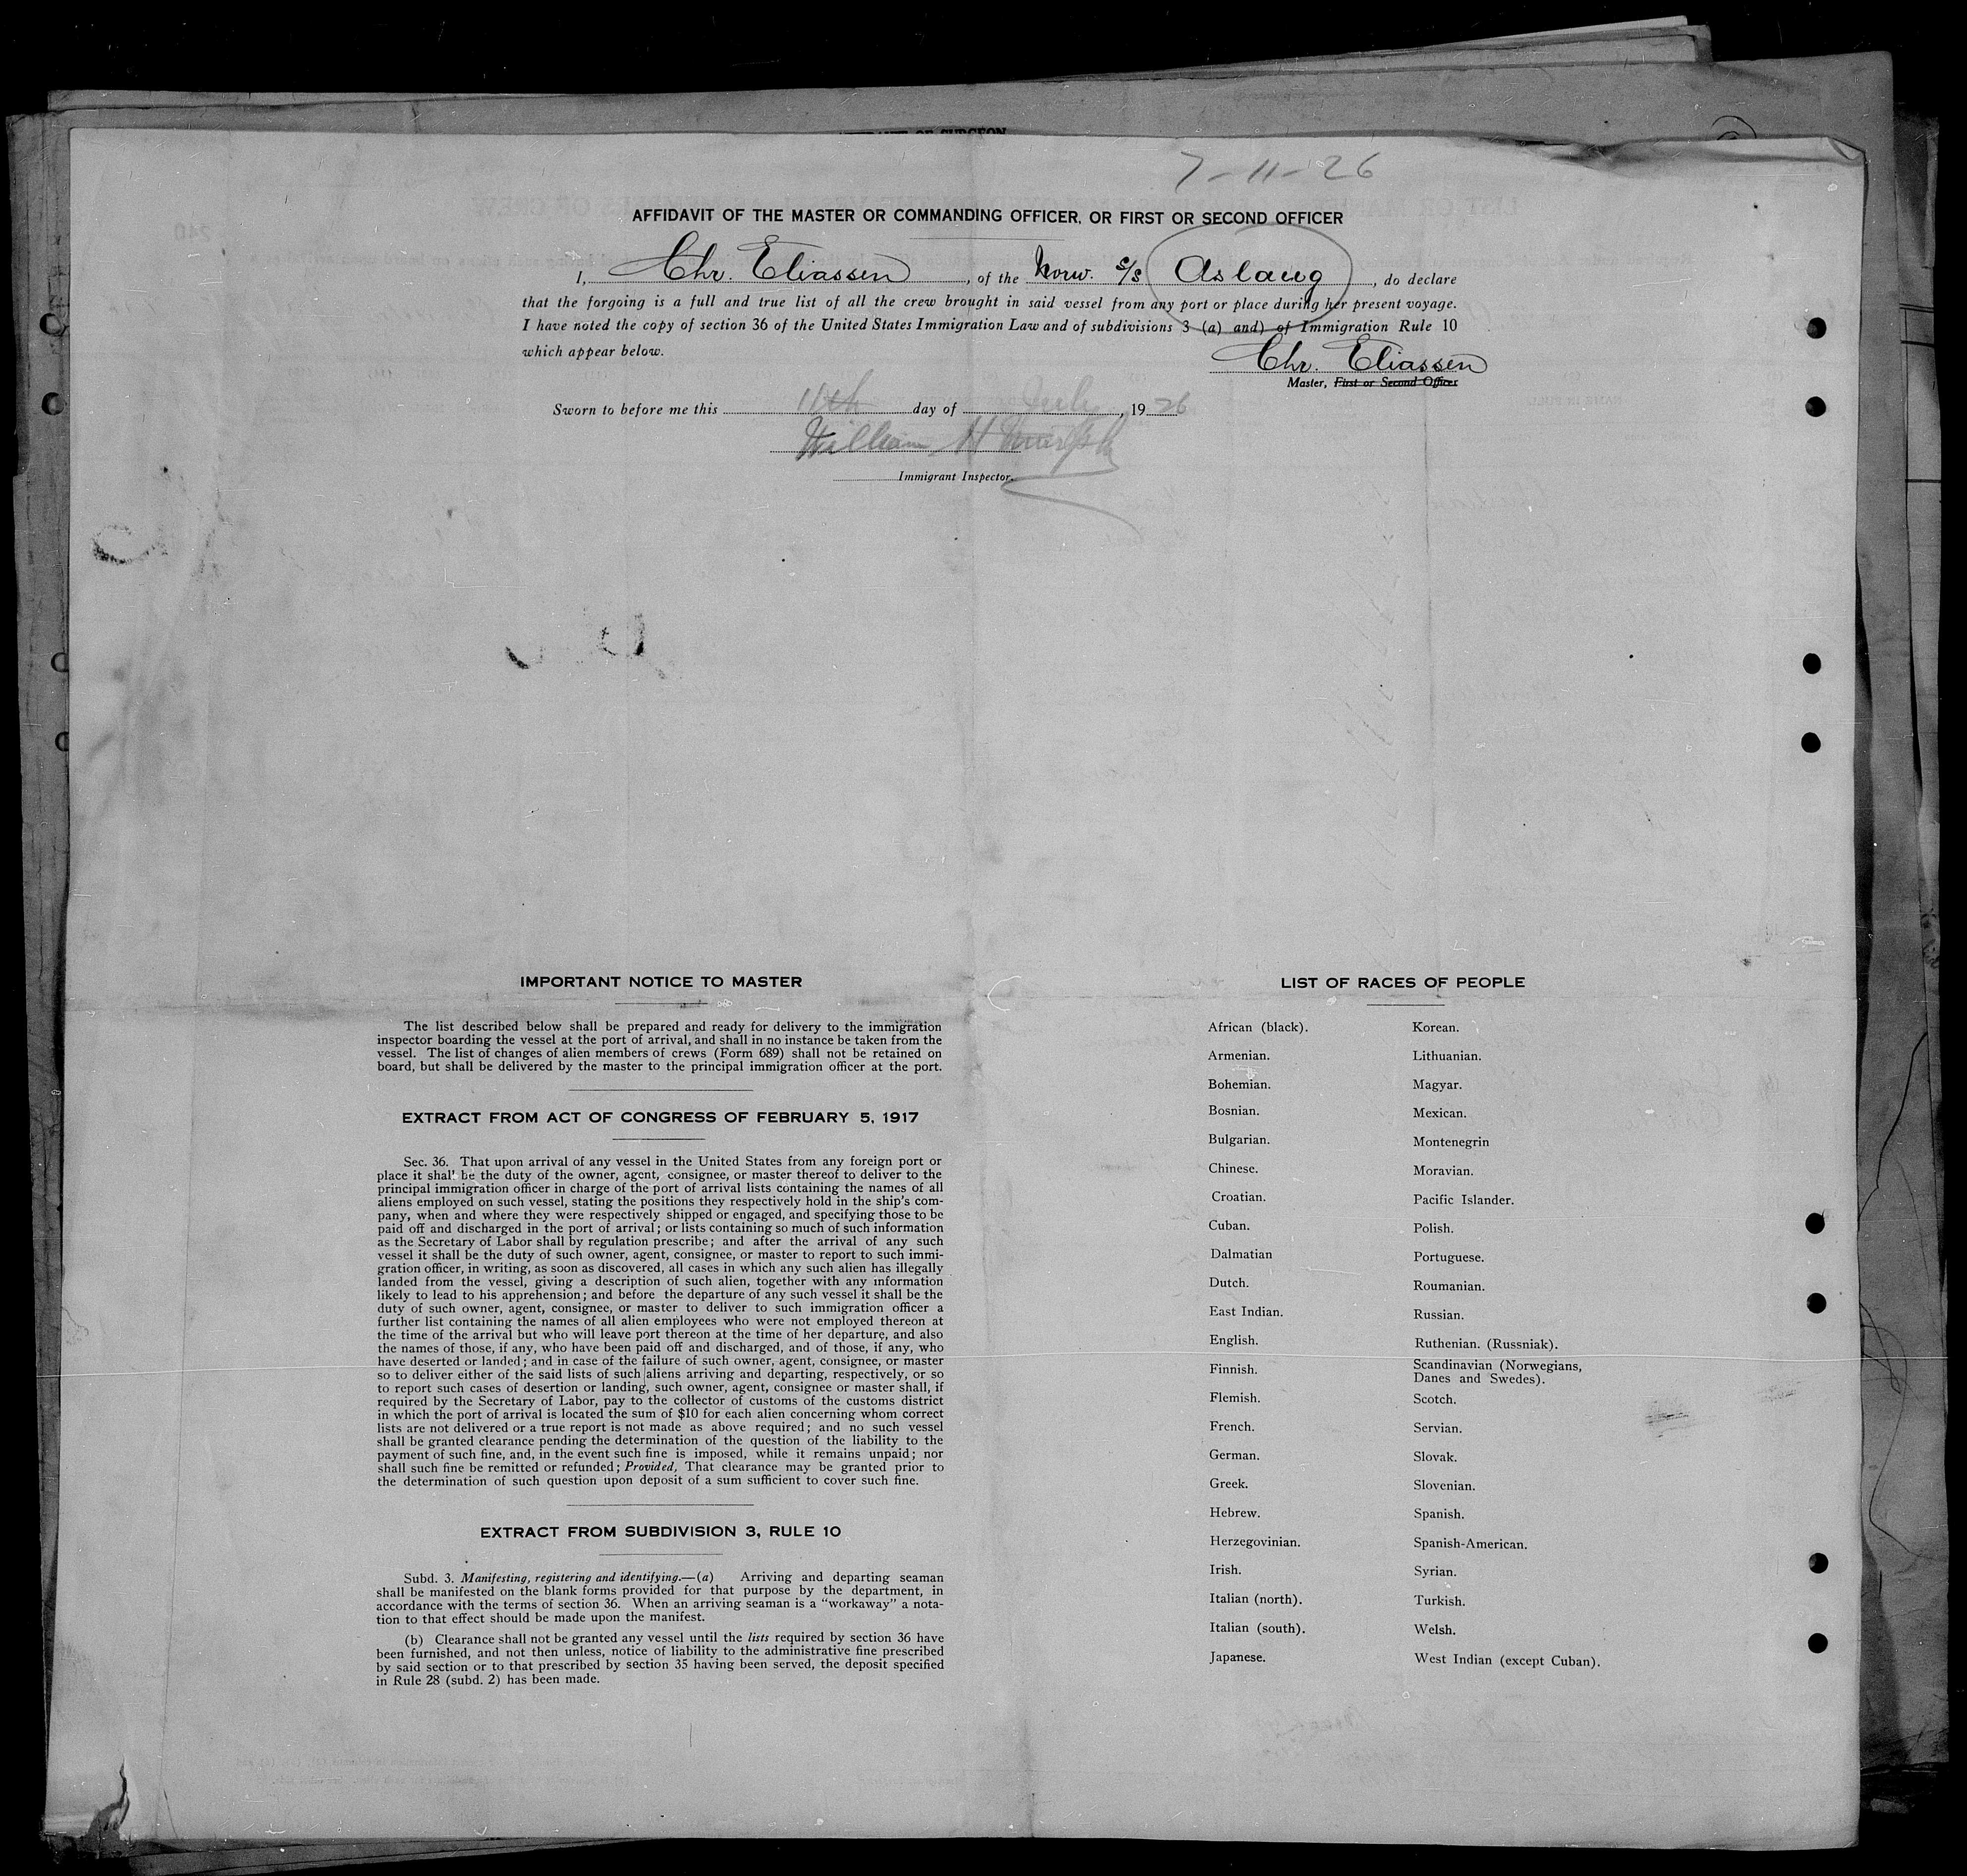 7-11-26
AFFIDAVIT OF THE MASTER OR COMMANDING OFFICER, OR FIRST OR SECOND OFFICER
I, Chr. Eliassen, of the Norw. S/S Aslaug, do declare
that the forgoing is a full and true list of all the crew brought in said vessel from any port or place during her present voyage.
I have noted the copy of section 36 of the United States Immigration Law and of subdivisions 3 (a) and) of Immigration Rule 10
which appear below.
Chr. Eliassen
Master, First or Second Officer
Sworn to before me this 11th day of July, 1926
William H Murphy
Immigrant Inspector.
IMPORTANT NOTICE TO MASTER
The list described below shall be prepared and ready for delivery to the immigration
inspector boarding the vessel at the port of arrival, and shall in no instance be taken from the
vessel. The list of changes of alien members of crews (Form 689) shall not be retained on
board, but shall be delivered by the master to the principal immigration officer at the port.
EXTRACT FROM ACT OF CONGRESS OF FEBRUARY 5, 1917
Sec. 36. That upon arrival of any vessel in the United States from any foreign port or
place it shall be the duty of the owner, agent, consignee, or master thereof to deliver to the
principal immigration officer in charge of the port of arrival lists containing the names of all
aliens employed on such vessel, stating the positions they respectively hold in the ship's com-
pany, when and where they were respectively shipped or engaged, and specifying those to be
paid off and discharged in the port of arrival; or lists containing so much of such information
as the Secretary of Labor shall by regulation prescribe; and after the arrival of any such
vessel it shall be the duty of such owner, agent, consignee, or master to report to such immi-
gration officer, in writing, as soon as discovered, all cases in which any such alien has illegally
landed from the vessel, giving a description of such alien, together with any information
likely to lead to his apprehension; and before the departure of any such vessel it shall be the
duty of such owner, agent, consignee, or master to deliver to such immigration officer a
further list containing the names of all alien employees who were not employed thereon at
the time of the arrival but who will leave port thereon at the time of her departure, and also
the names of those, if any, who have been paid off and discharged, and of those, if any, who
have deserted or landed; and in case of the failure of such owner, agent, consignee, or master
so to deliver either of the said lists of such aliens arriving and departing, respectively, or so
to report such cases of desertion or landing, such owner, agent, consignee or master shall, if
required by the Secretary of Labor, pay to the collector of customs of the customs district
in which the port of arrival is located the sum of $10 for each alien concerning whom correct
lists are not delivered or a true report is not made as above required; and no such vessel
shall be granted clearance pending the determination of the question of the liability to the
payment of such fine, and, in the event such fine is imposed, while it remains unpaid; nor
shall such fine be remitted or refunded; Provided, That clearance may be granted prior to
the determination of such question upon deposit of a sum sufficient to cover such fine.
EXTRACT FROM SUBDIVISION 3, RULE 10
Subd. 3. Manifesting, registering and identifying.—(a) Arriving and departing seaman
shall be manifested on the blank forms provided for that purpose by the department, in
accordance with the terms of section 36. When an arriving seaman is a "workaway" a nota-
tion to that effect should be made upon the manifest.
(b) Clearance shall not be granted any vessel until the lists required by section 36 have
been furnished, and not then unless, notice of liability to the administrative fine prescribed
by said section or to that prescribed by section 35 having been served, the deposit specified
in Rule 28 (subd. 2) has been made.
LIST OF RACES OF PEOPLE
African (black).
Armenian.
Bohemian.
Bosnian.
Bulgarian.
Chinese.
Croatian.
Cuban.
Dalmatian
Dutch.
East Indian.
English.
Finnish.
Flemish.
French.
German.
Greek.
Hebrew.
Herzegovinian.
Irish.
Italian (north).
Italian (south).
Japanese.
Korean.
Lithuanian.
Magyar.
Mexican.
Montenegrin
Moravian.
Pacific Islander.
Polish.
Portuguese.
Roumanian.
Russian.
Ruthenian. (Russniak).
Scandinavian (Norwegians,
Danes and Swedes).
Scotch.
Servian.
Slovak.
Slovenian.
Spanish.
Spanish-American.
Syrian.
Turkish.
Welsh.
West Indian (except Cuban).